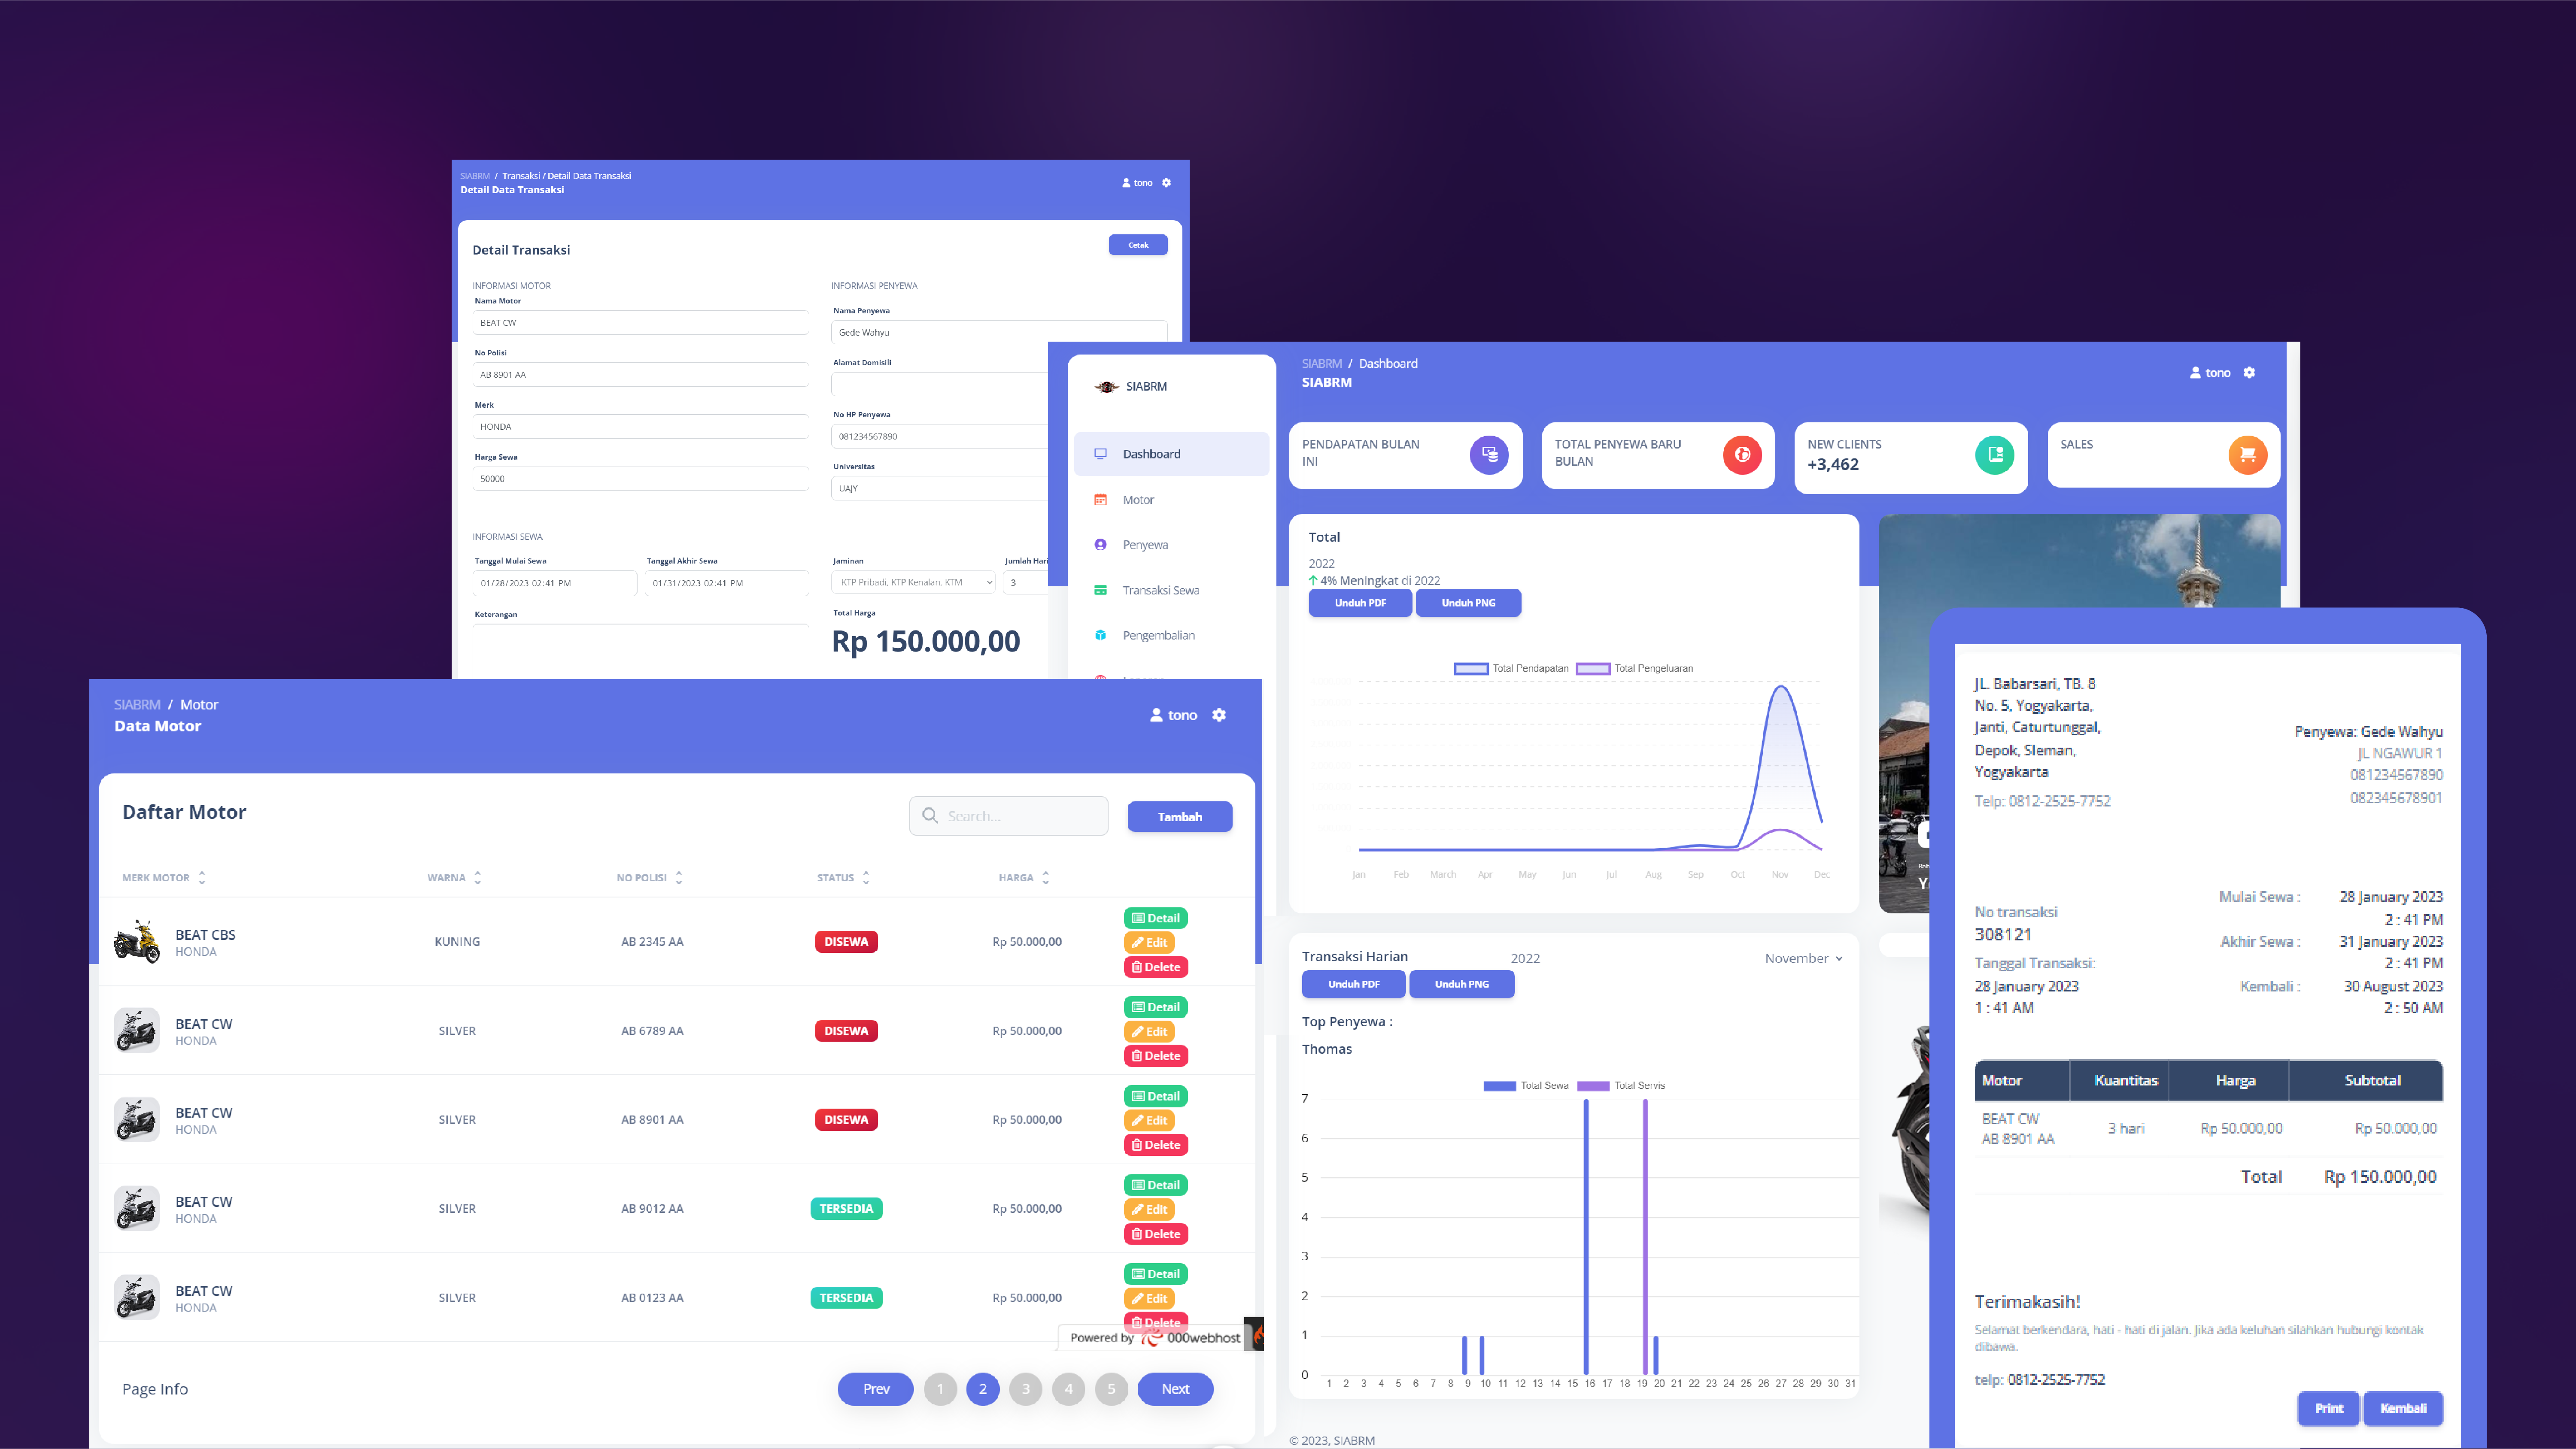 SIABRM / Transaksi / Detail Data Transaksi
Detail Data Transaksi
tono
Detail Transaksi
Cetak
INFORMASI MOTOR
Nama Motor
BEAT CW
No Polisi
AB 8901 AA
Merk
HONDA
Harga Sewa
50000
INFORMASI PENYEWA
Nama Penyewa
Gede Wahyu
Alamat Domisili
No HP Penyewa
081234567890
Universitas
UAJY
INFORMASI SEWA
Tanggal Mulai Sewa
01/28/2023 02:41 PM
Tanggal Akhir Sewa
01/31/2023 02:41 PM
Jaminan
KTP Pribadi, KTP Kenalan, KTM
Jumlah Hari
3
Keterangan
Total Harga
Rp 150.000,00
SIABRM
Dashboard
Motor
Penyewa
Transaksi Sewa
Pengembalian
SIABRM / Dashboard
SIABRM
tono
PENDAPATAN BULAN
INI
TOTAL PENYEWA BARU
BULAN
NEW CLIENTS
+3,462
SALES
Total
2022
4% Meningkat di 2022
Unduh PDF
Unduh PNG
Total Pendapatan
Total Pengeluaran
Jan Feb March Apr May Jun Jul Aug Sep Oct Nov Dec
Transaksi Harian
2022
November
Unduh PDF
Unduh PNG
Top Penyewa :
Thomas
Total Sewa
Total Servis
7
6
5
4
3
2
1
0
1 2 3 4 5 6 7 8 9 10 11 12 13 14 15 16 17 18 19 20 21 22 23 24 25 26 27 28 29 30 31
© 2023, SIABRM
SIABRM / Motor
Data Motor
tono
Daftar Motor
Search...
Tambah
MERK MOTOR WARNA NO POLISI STATUS HARGA
BEAT CBS
HONDA
KUNING AB 2345 AA DISEWA Rp 50.000,00
Detail
Edit
Delete
BEAT CW
HONDA
SILVER AB 6789 AA DISEWA Rp 50.000,00
Detail
Edit
Delete
BEAT CW
HONDA
SILVER AB 8901 AA DISEWA Rp 50.000,00
Detail
Edit
Delete
BEAT CW
HONDA
SILVER AB 9012 AA TERSEDIA Rp 50.000,00
Detail
Edit
Delete
BEAT CW
HONDA
SILVER AB 0123 AA TERSEDIA Rp 50.000,00
Detail
Edit
Delete
Powered by 000webhost
Page Info
Prev 1 2 3 4 5 Next
JL. Babarsari, TB. 8
No. 5, Yogyakarta,
Janti, Caturtunggal,
Depok, Sleman,
Yogyakarta
Telp: 0812-2525-7752
Penyewa: Gede Wahyu
JL NGAWUR 1
081234567890
082345678901
No transaksi
308121
Tanggal Transaksi:
28 January 2023
1 : 41 AM
Mulai Sewa : 28 January 2023
2 : 41 PM
Akhir Sewa : 31 January 2023
2 : 41 PM
Kembali : 30 August 2023
2 : 50 AM
Motor Kuantitas Harga Subtotal
BEAT CW
AB 8901 AA
3 hari Rp 50.000,00 Rp 50.000,00
Total Rp 150.000,00
Terimakasih!
Selamat berkendara, hati - hati di jalan. Jika ada keluhan silahkan hubungi kontak
dibawa.
telp: 0812-2525-7752
Print
Kembali